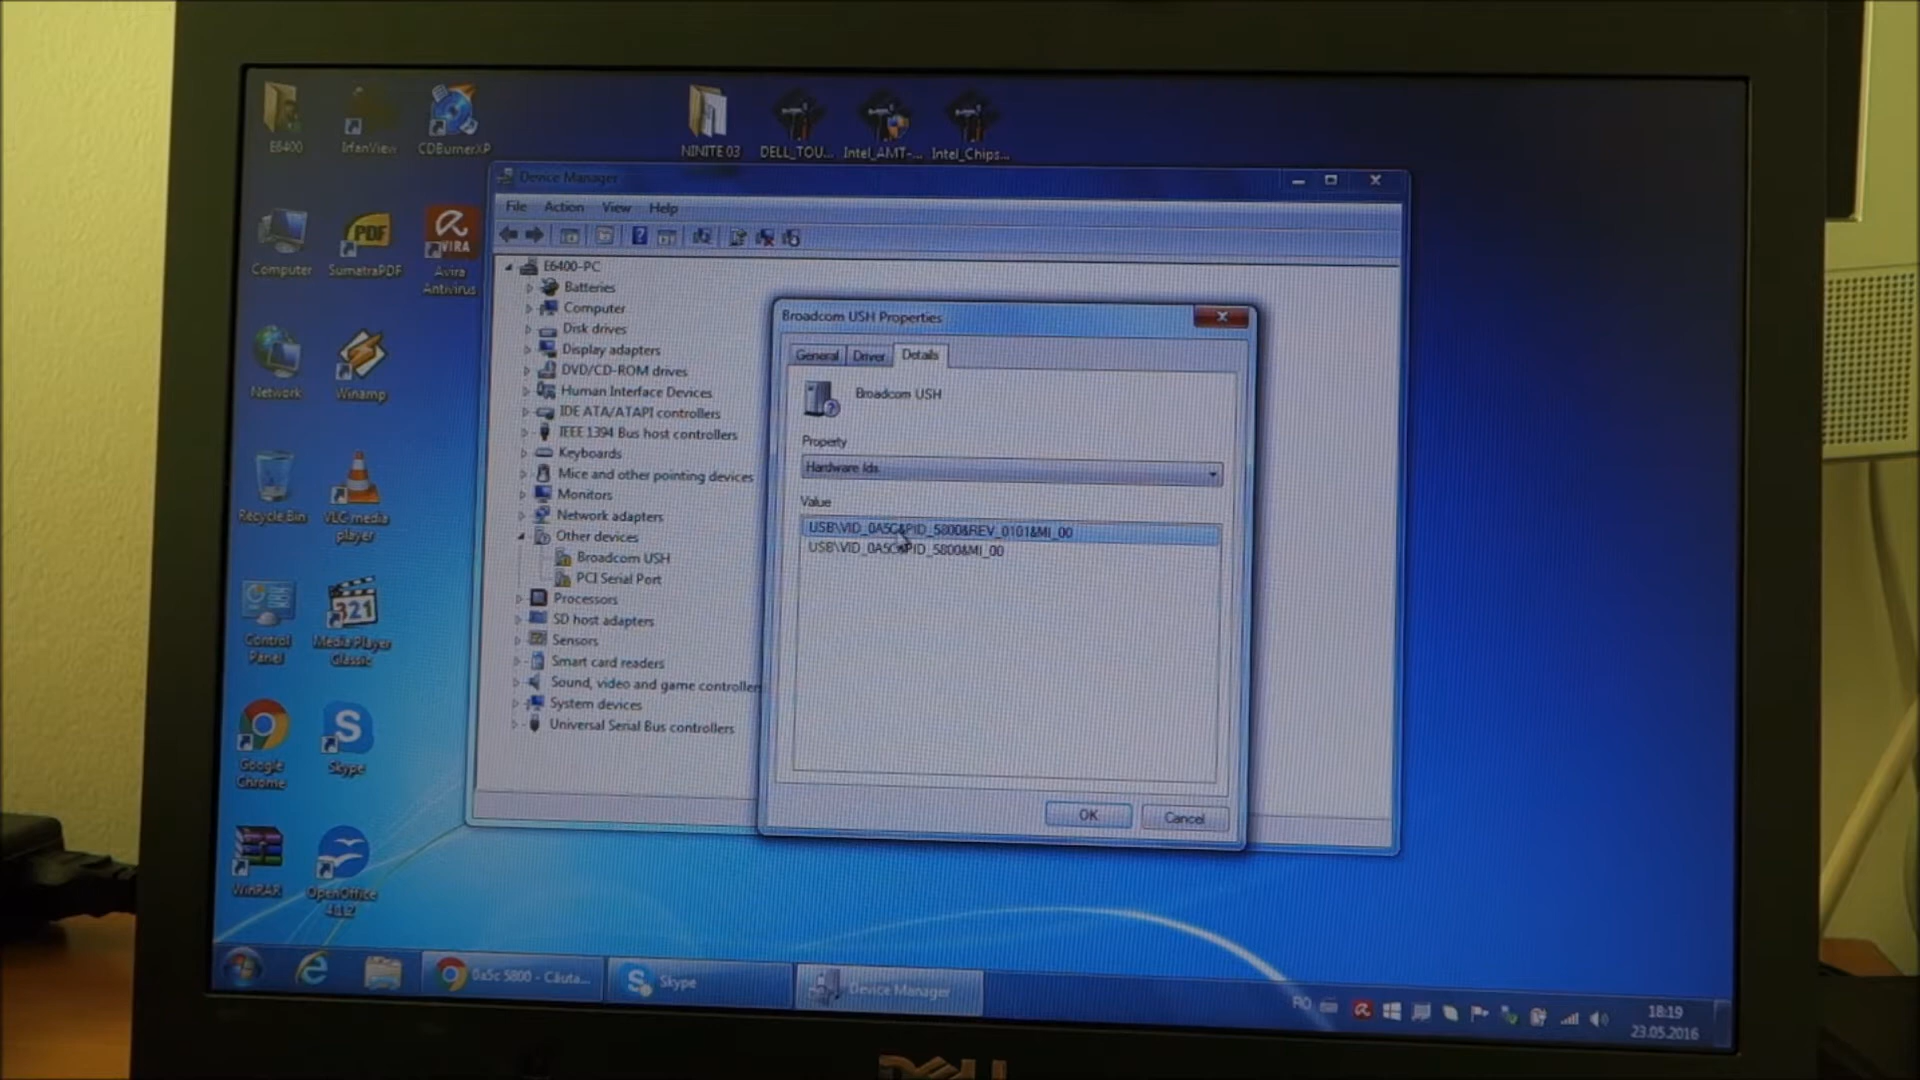 E6400
IrfanView
CDBurnerXP
NINITE 03
DELL_TOU...
Intel_AMT-...
Intel_Chips...
Computer
SumatraPDF
PDF
VIRA
Avira
Antivirus
Network
Winamp
Recycle Bin
VLC media
player
Control
Panel
321
Media Player
Classic
Google
Chrome
Skype
WinRAR
OpenOffice
4.1.2
Device Manager
File Action View Help
E6400-PC
Batteries
Computer
Disk drives
Display adapters
DVD/CD-ROM drives
Human Interface Devices
IDE ATA/ATAPI controllers
IEEE 1394 Bus host controllers
Keyboards
Mice and other pointing devices
Monitors
Network adapters
Other devices
Broadcom USH
PCI Serial Port
Processors
SD host adapters
Sensors
Smart card readers
Sound, video and game controller
System devices
Universal Serial Bus controllers
Broadcom USH Properties
General Driver Details
Broadcom USH
Property
Hardware Ids
Value
USB\VID_0A5C&PID_5800&REV_0101&MI_00
USB\VID_0A5C&PID_5800&MI_00
OK Cancel
0a5c 5800 - Căuta...
Skype
Device Manager
RO
18:19
23.05.2016
DELL